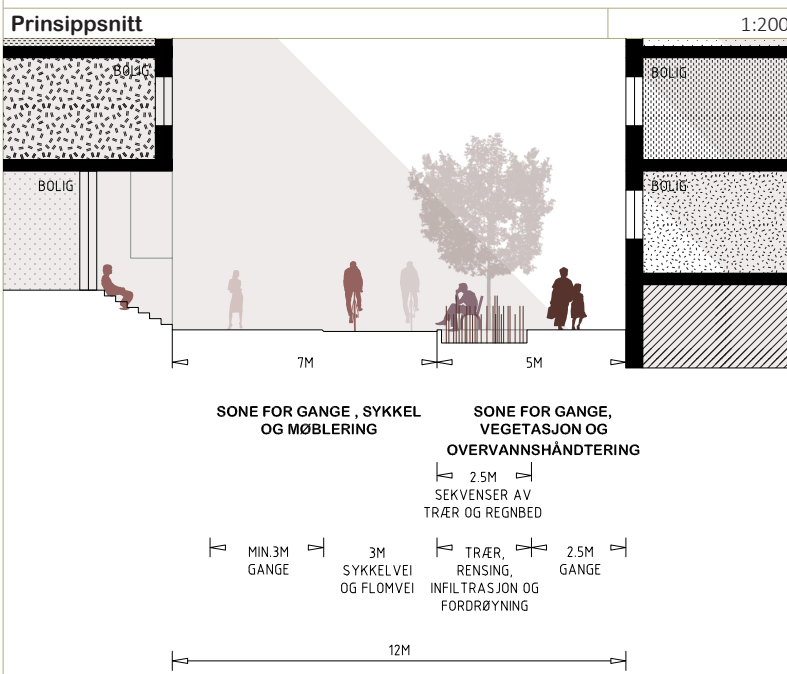 Prinsippsnitt
1:200
BOLIG
BOLIG
BOLIG
BOLIG
7M
5M
SONE FOR GANGE , SYKKEL
OG MØBLERING
SONE FOR GANGE,
VEGETASJON OG
OVERVANNSHÅNDTERING
2.5M
SEKVENSER AV
TRÆR OG REGNBED
MIN.3M
GANGE
3M
SYKKELVEI
OG FLOMVEI
TRÆR,
RENSING,
INFILTRASJON OG
FORDRØYNING
2.5M
GANGE
12M